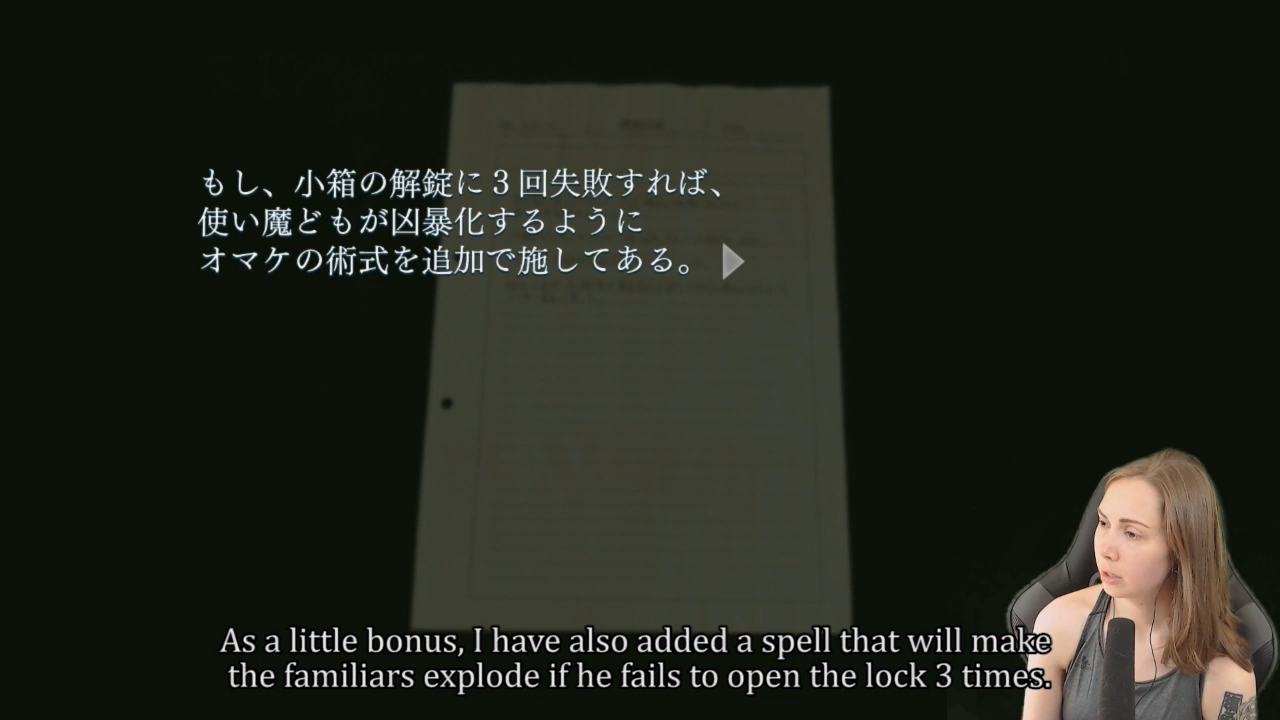 もし、小箱の解錠に３回失敗すれば、
使い魔どもが凶暴化するように
オマケの術式を追加で施してある。
As a little bonus, I have also added a spell that will make
the familiars explode if he fails to open the lock 3 times.